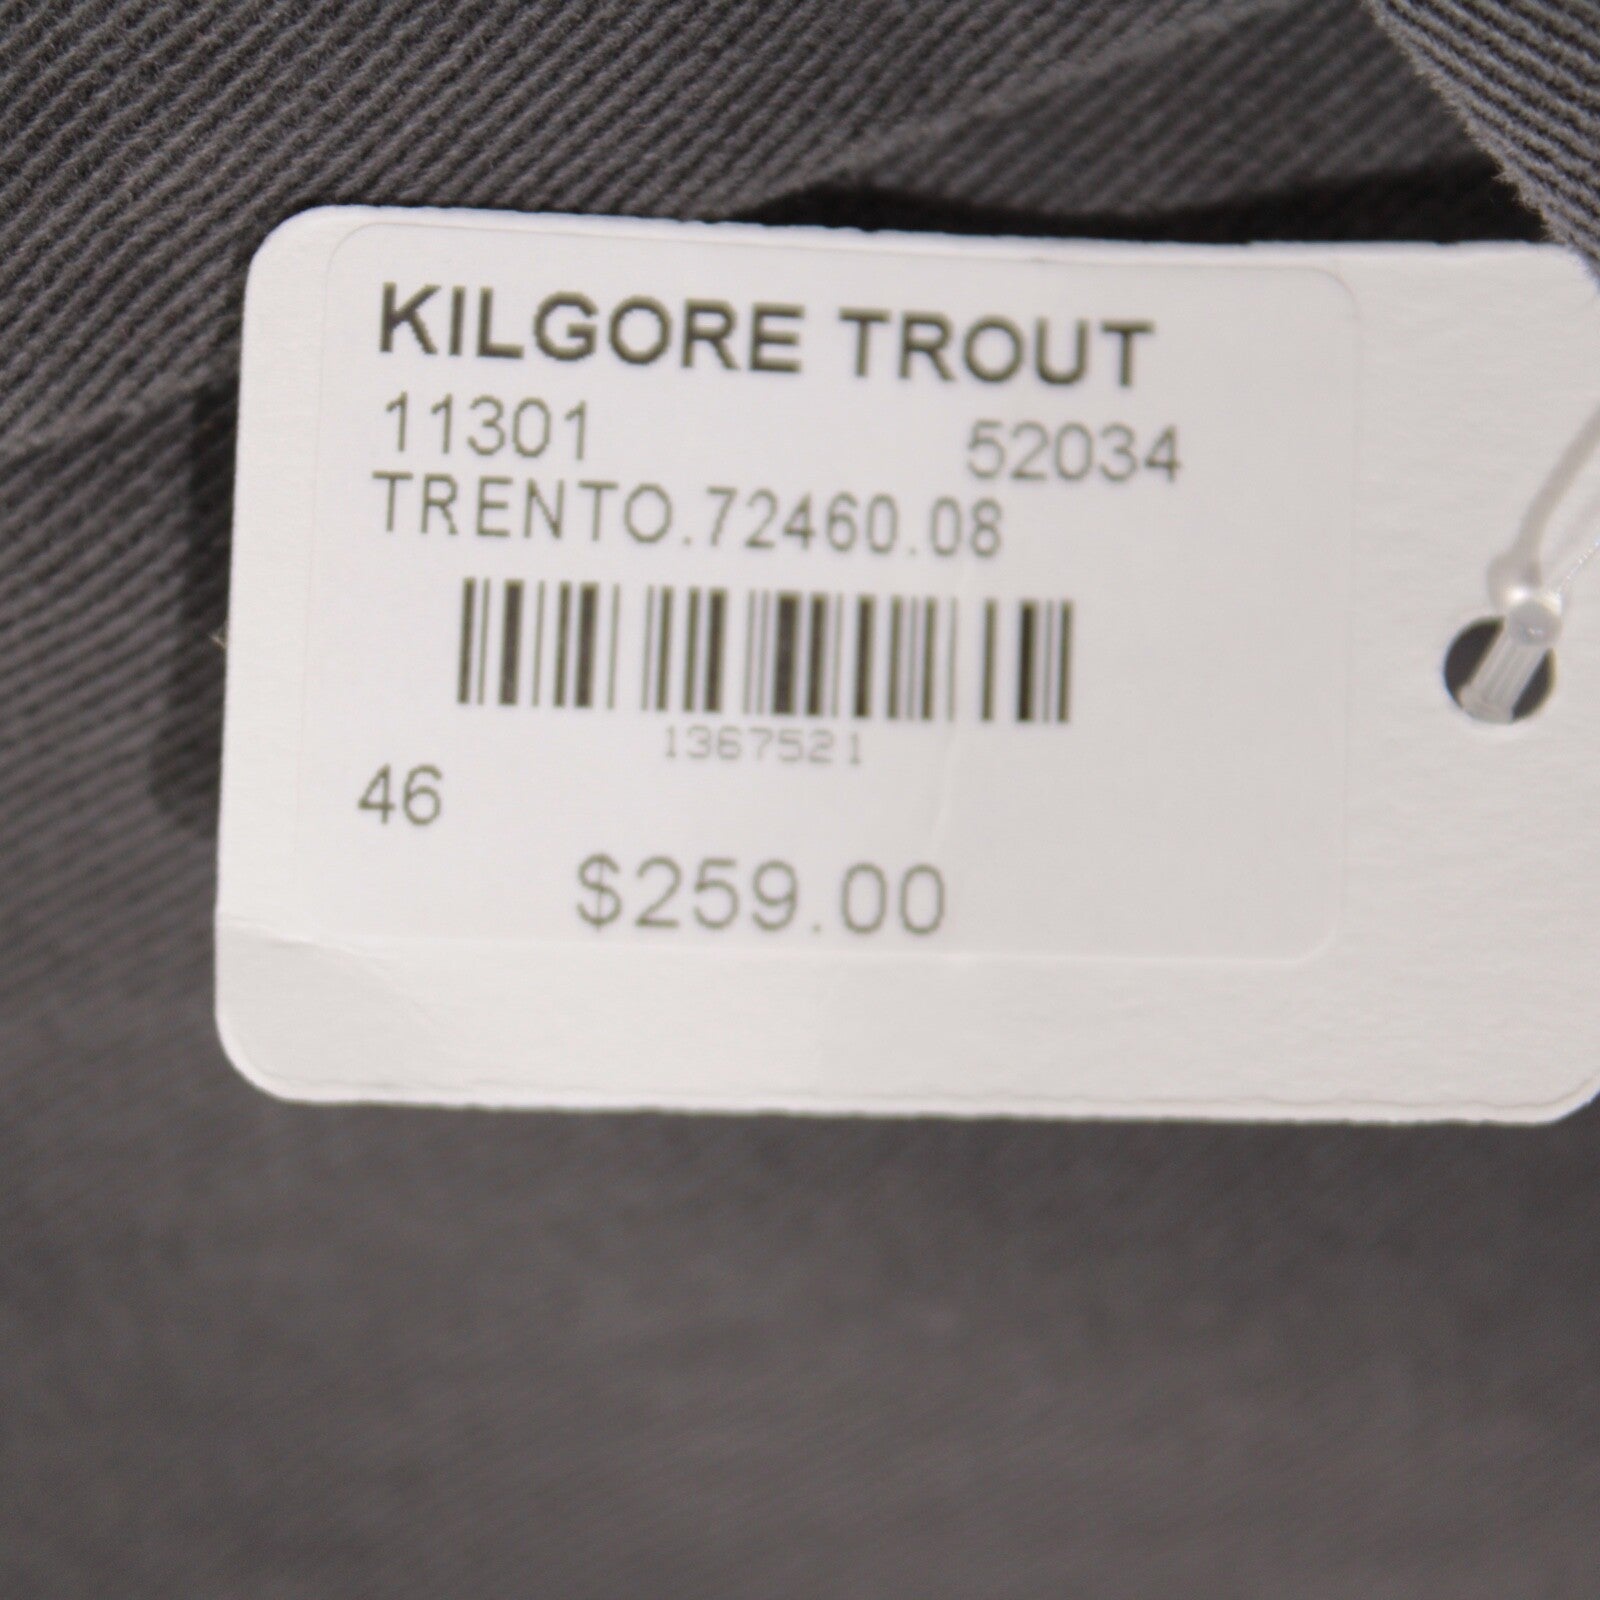 KILGORE TROUT
11301 52034
TRENTO.72460.08
1367521
46
$259.00